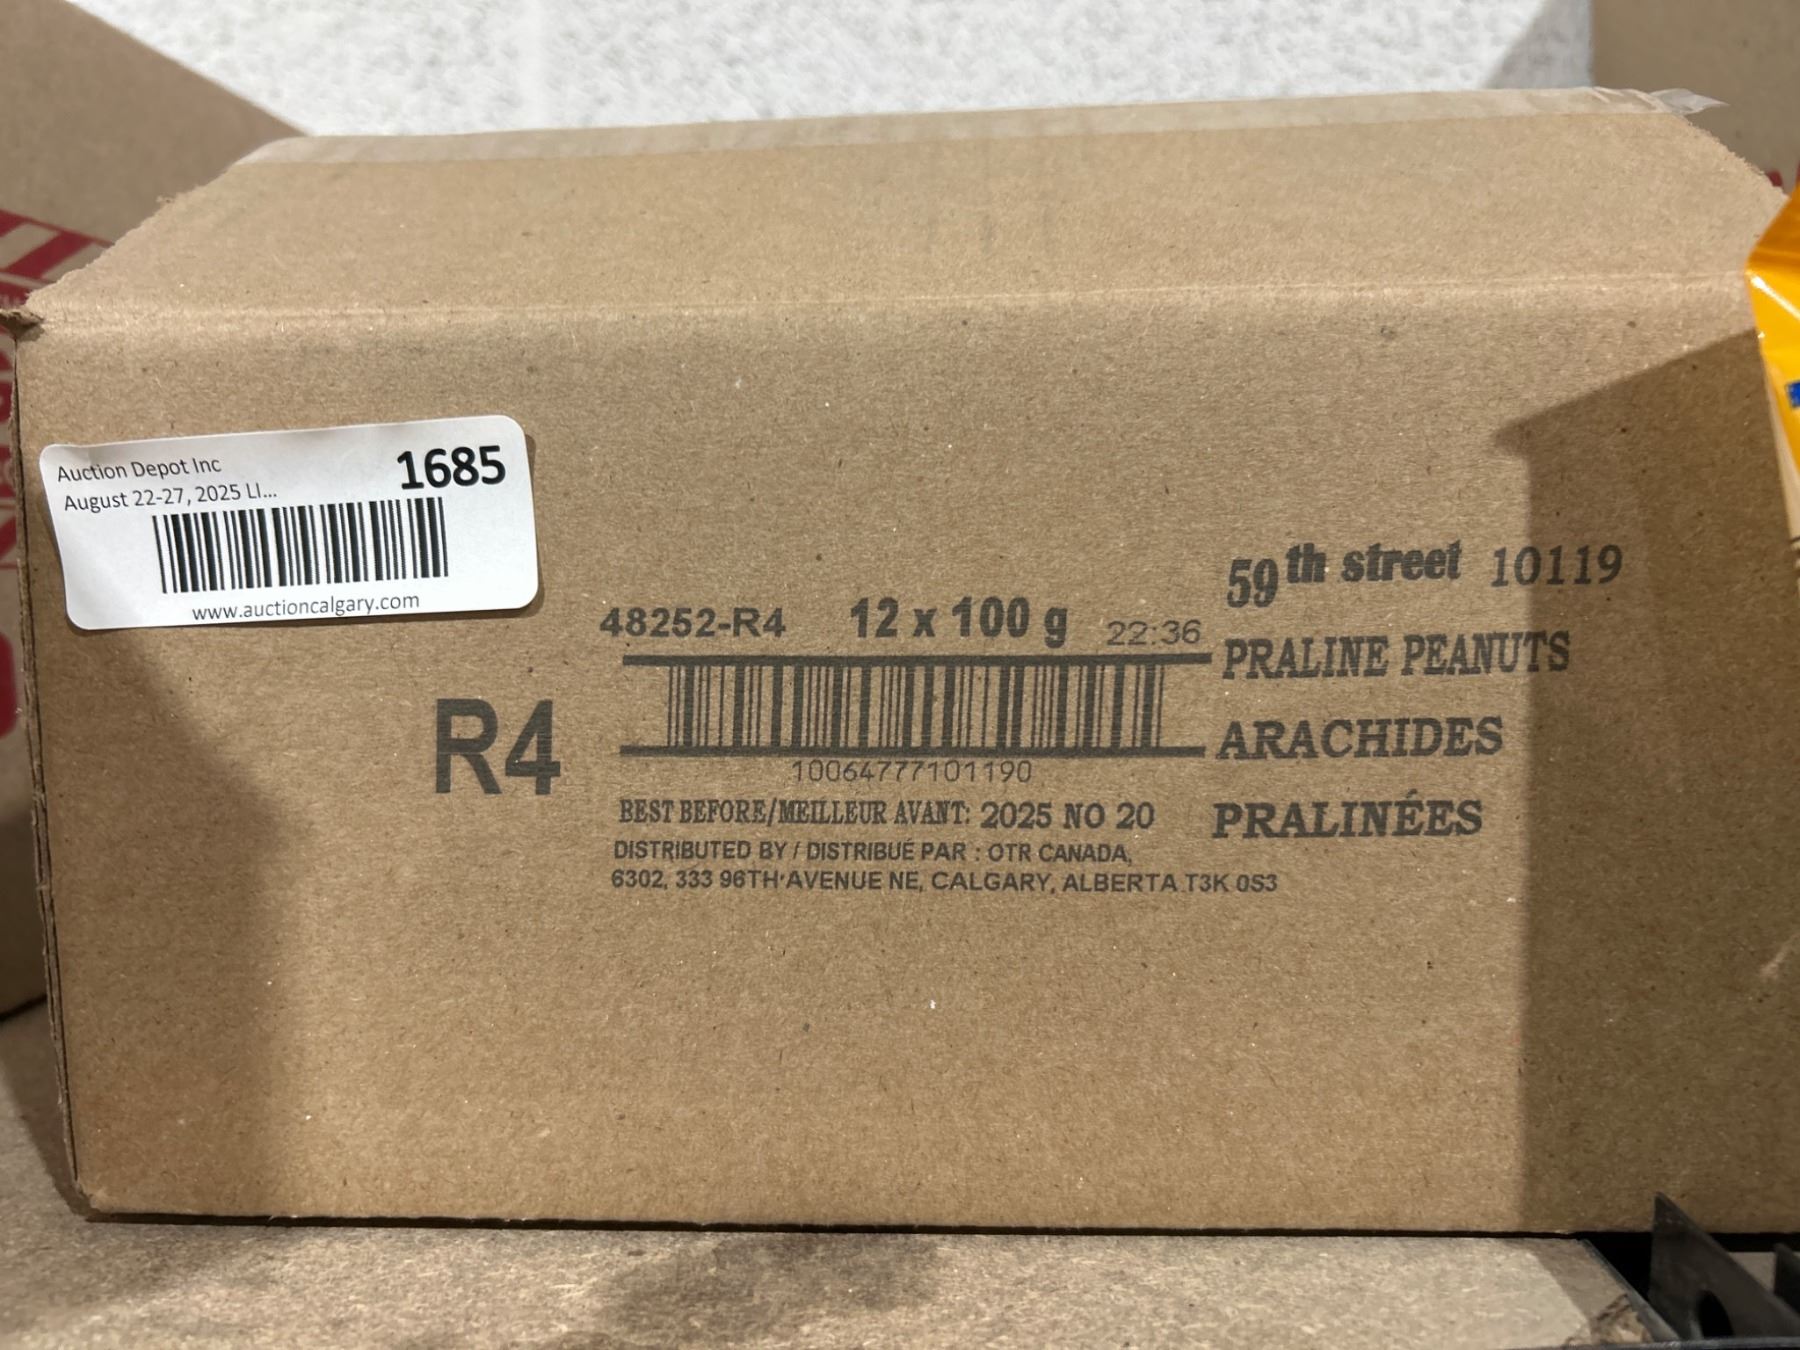 Auction Depot Inc 1685
August 22-27, 2025 LI...
www.auctioncalgary.com
59th street 10119
48252-R4 12 x 100 g 22:36
PRALINE PEANUTS
R4
ARACHIDES
10064777101190
BEST BEFORE/MEILLEUR AVANT: 2025 NO 20
PRALINÉES
DISTRIBUTED BY / DISTRIBUÉ PAR : OTR CANADA,
6302, 333 96TH AVENUE NE, CALGARY, ALBERTA T3K 0S3